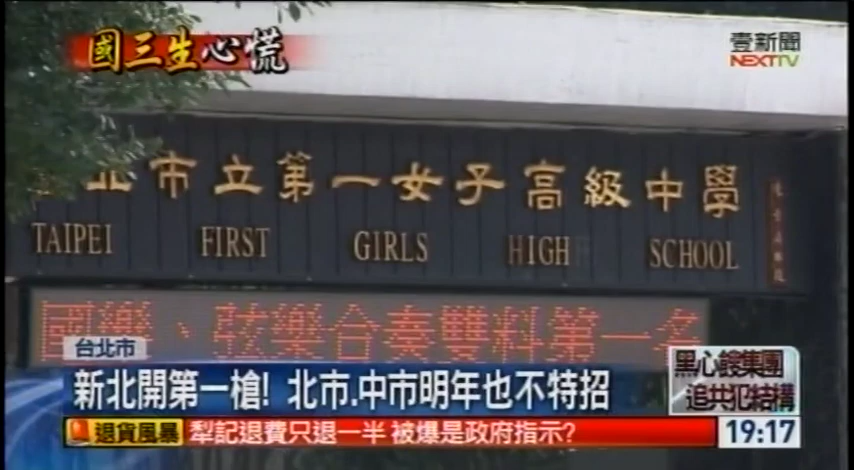 國三生心慌
壹新聞
NEXTTV
北市立第一女子高級中學
TAIPEI FIRST GIRLS HIGH SCHOOL
國樂、弦樂合奏雙料第一名
台北市
新北開第一槍! 北市.中市明年也不特招
黑心餿集團
追共犯結構
退貨風暴 犁記退費只退一半 被爆是政府指示?
19:17